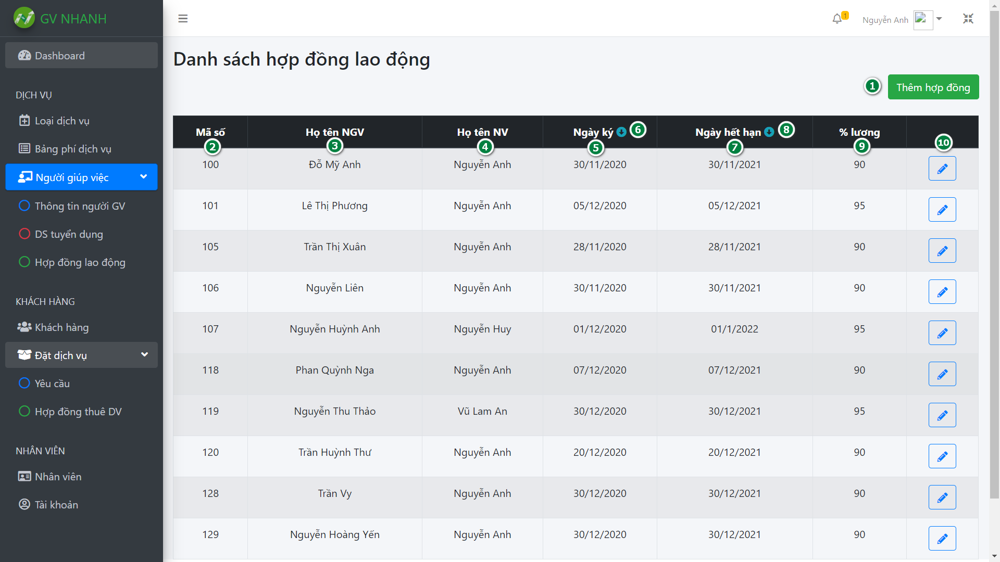 GV NHANH
1
Nguyễn Anh
Dashboard
DỊCH VỤ
Loại dịch vụ
Bảng phí dịch vụ
Người giúp việc
Thông tin người GV
DS tuyển dụng
Hợp đồng lao động
KHÁCH HÀNG
Khách hàng
Đặt dịch vụ
Yêu cầu
Hợp đồng thuê DV
NHÂN VIÊN
Nhân viên
Tài khoản
Danh sách hợp đồng lao động
1 Thêm hợp đồng
Mã số Họ tên NGV Họ tên NV Ngày ký 6 Ngày hết hạn 8 % lương
2 3 4 5 7 9 10
100 Đỗ Mỹ Anh Nguyễn Anh 30/11/2020 30/11/2021 90
101 Lê Thị Phương Nguyễn Anh 05/12/2020 05/12/2021 95
105 Trần Thị Xuân Nguyễn Anh 28/11/2020 28/11/2021 90
106 Nguyễn Liên Nguyễn Anh 30/11/2020 30/11/2021 90
107 Nguyễn Huỳnh Anh Nguyễn Huy 01/12/2020 01/1/2022 95
118 Phan Quỳnh Nga Nguyễn Anh 07/12/2020 07/12/2021 90
119 Nguyễn Thu Thảo Vũ Lam An 30/12/2020 30/12/2021 95
120 Trần Huỳnh Thư Nguyễn Anh 20/12/2020 20/12/2021 90
128 Trần Vy Nguyễn Anh 30/12/2020 30/12/2021 90
129 Nguyễn Hoàng Yến Nguyễn Anh 30/12/2020 30/12/2021 90